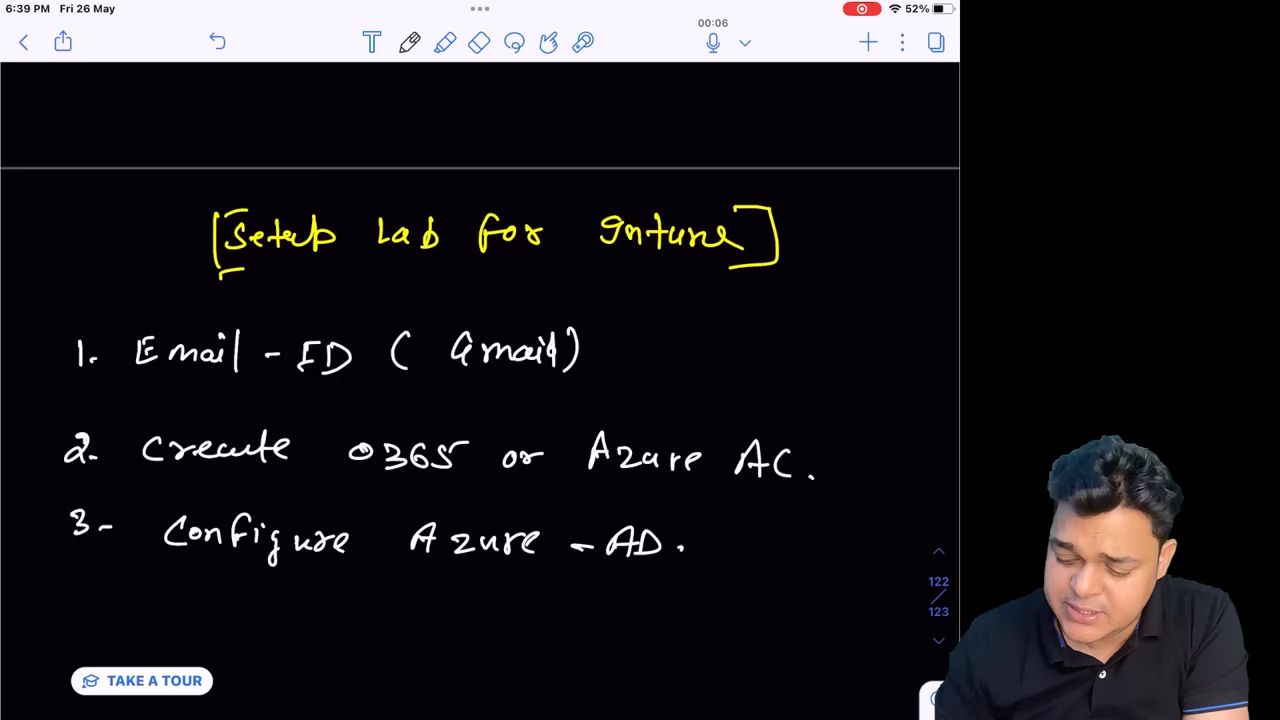 6:39 PM Fri 26 May
52%
00:06
T
[Setup Lab for Intune]
1. Email - ID ( Gmail)
2. Create O365 or Azure AC.
3- Configure Azure - AD.
122
123
TAKE A TOUR